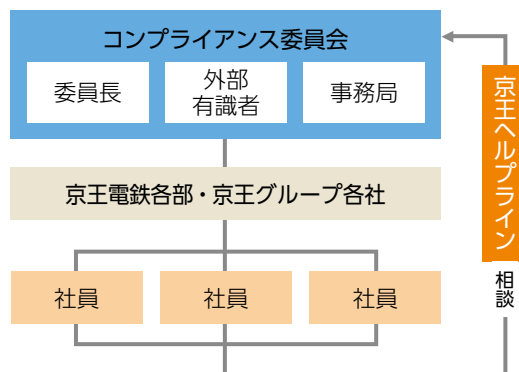 コンプライアンス委員会
委員長
外部
有識者
事務局
京王電鉄各部・京王グループ各社
社員
社員
社員
京王ヘルプライン
相談